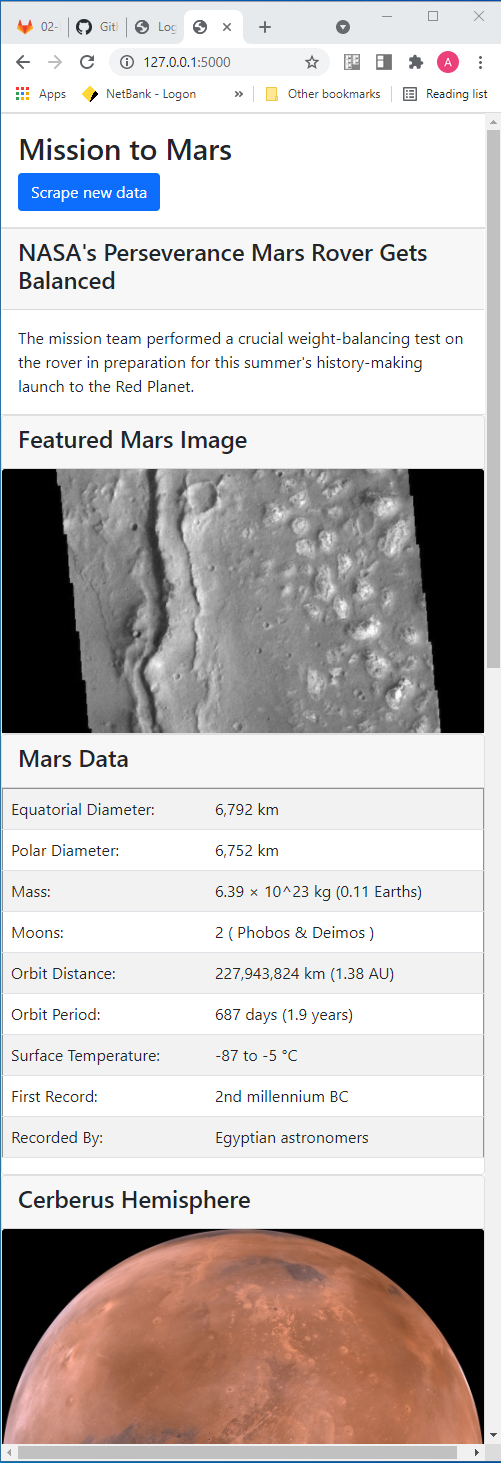 02-
Gitl
Log
127.0.0.1:5000
A
Apps
NetBank - Logon
»
Other bookmarks
Reading list
Mission to Mars
Scrape new data
NASA's Perseverance Mars Rover Gets
Balanced
The mission team performed a crucial weight-balancing test on
the rover in preparation for this summer's history-making
launch to the Red Planet.
Featured Mars Image
Mars Data
Equatorial Diameter: 6,792 km
Polar Diameter: 6,752 km
Mass: 6.39 × 10^23 kg (0.11 Earths)
Moons: 2 ( Phobos & Deimos )
Orbit Distance: 227,943,824 km (1.38 AU)
Orbit Period: 687 days (1.9 years)
Surface Temperature: -87 to -5 °C
First Record: 2nd millennium BC
Recorded By: Egyptian astronomers
Cerberus Hemisphere